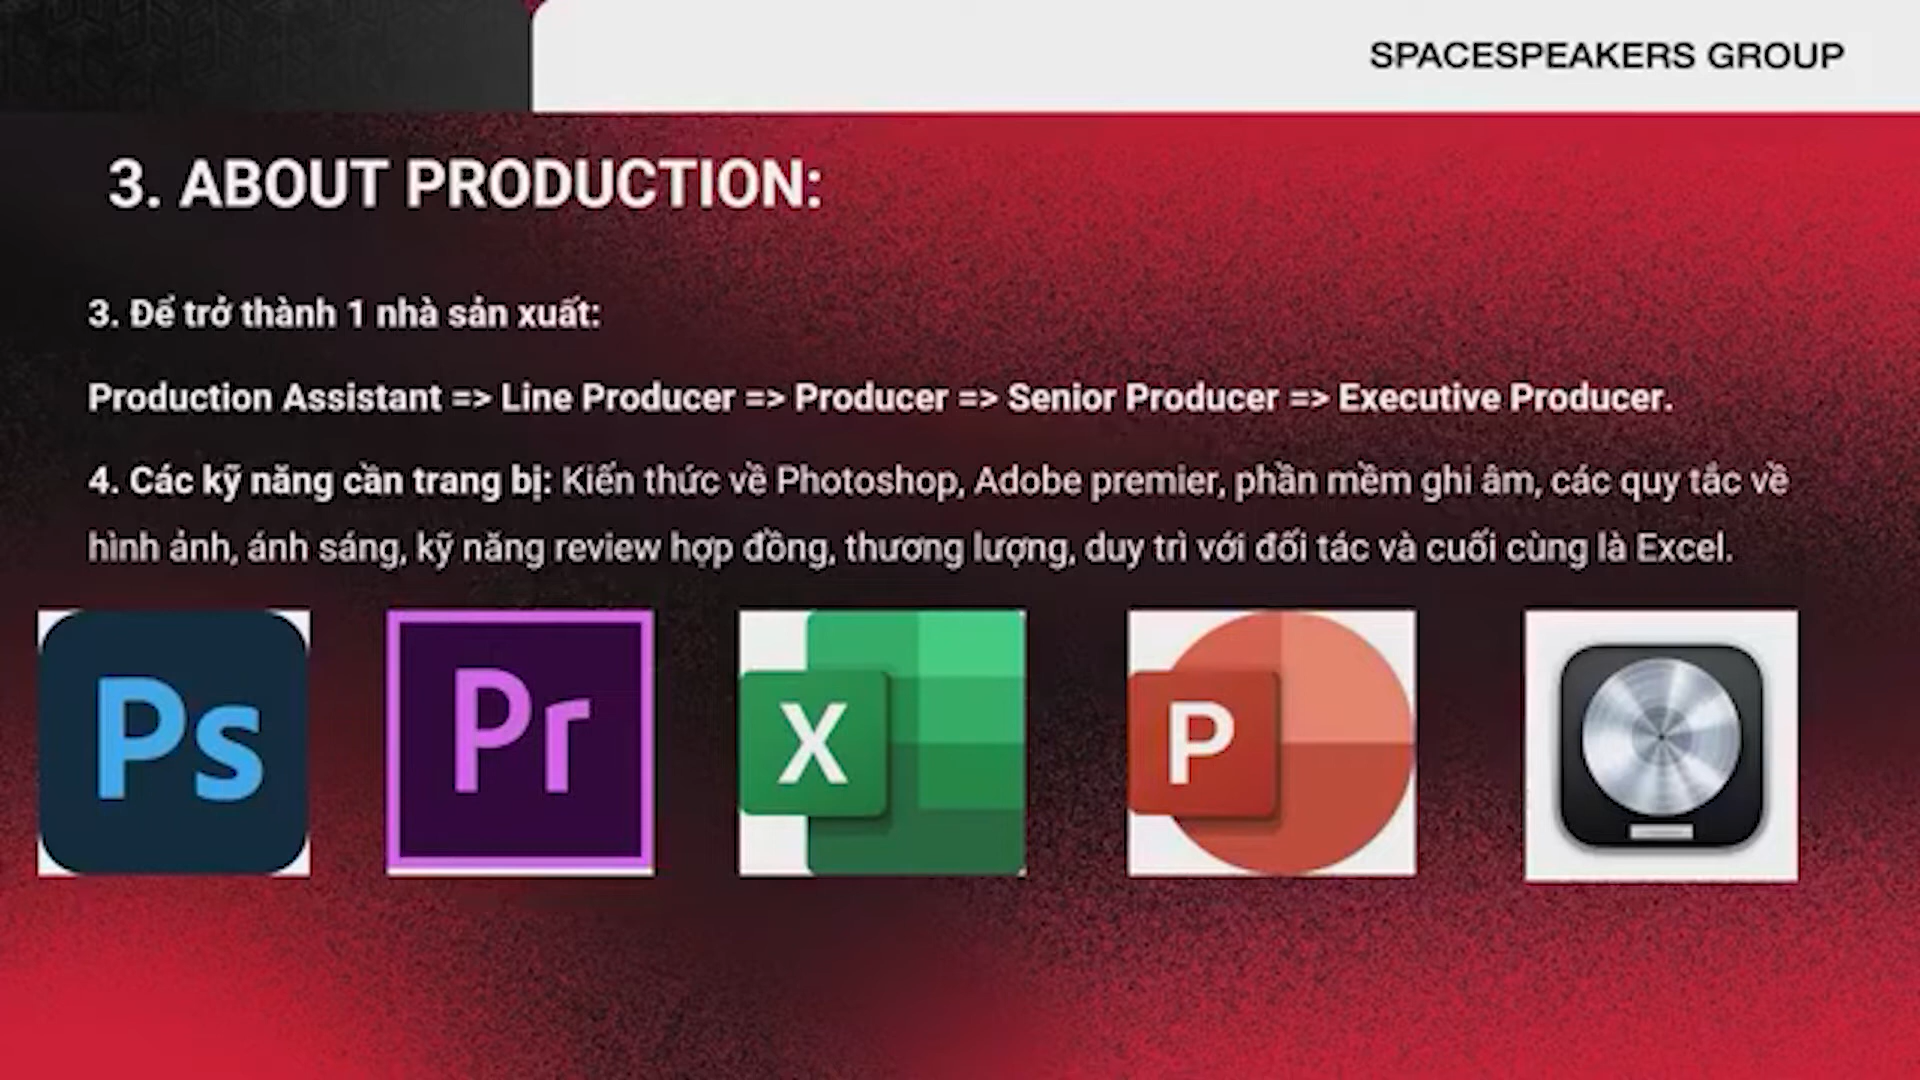 SPACESPEAKERS GROUP
3. ABOUT PRODUCTION:
3. Để trở thành 1 nhà sản xuất:
Production Assistant => Line Producer => Producer => Senior Producer => Executive Producer.
4. Các kỹ năng cần trang bị: Kiến thức về Photoshop, Adobe premier, phần mềm ghi âm, các quy tắc về
hình ảnh, ánh sáng, kỹ năng review hợp đồng, thương lượng, duy trì với đối tác và cuối cùng là Excel.
Ps Pr X P